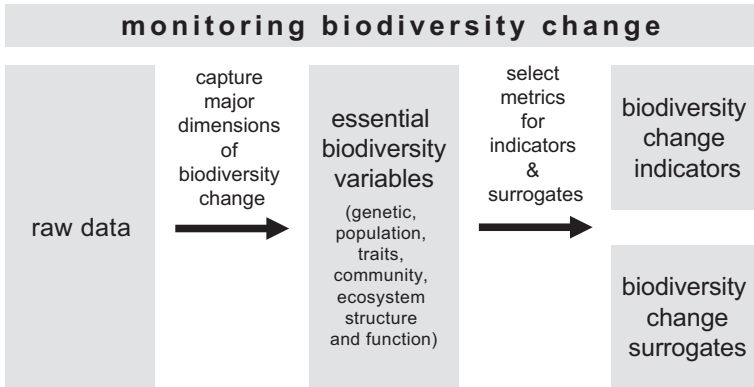 monitoring biodiversity change
raw data
capture
major
dimensions
of
biodiversity
change
essential
biodiversity
variables
(genetic,
population,
traits,
community,
ecosystem
structure
and function)
select
metrics
for
indicators
&
surrogates
biodiversity
change
indicators
biodiversity
change
surrogates